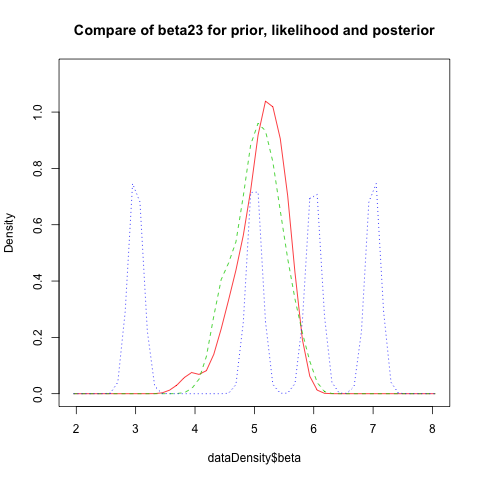 Compare of beta23 for prior, likelihood and posterior
Density
0.0
0.2
0.4
0.6
0.8
1.0
2 3 4 5 6 7 8
dataDensity$beta